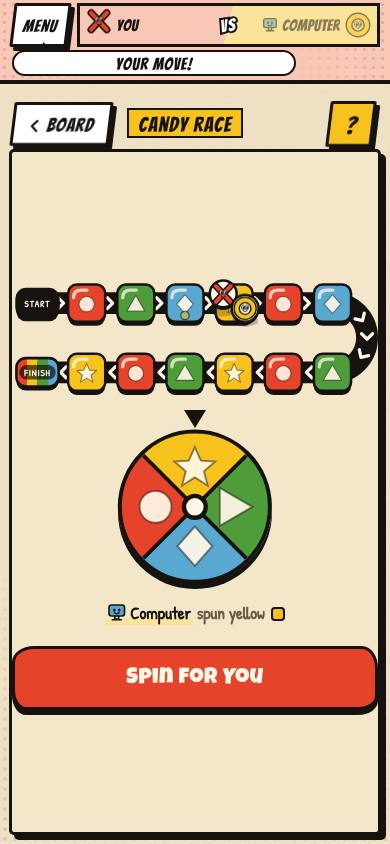 MENU
YOU
VS
COMPUTER
YOUR MOVE!
< BOARD
CANDY RACE
?
START
FINISH
Computer spun yellow
SPIN FOR YOU